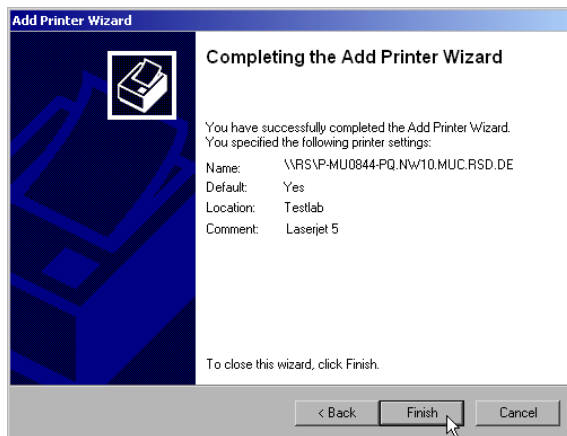 Add Printer Wizard
Completing the Add Printer Wizard
You have successfully completed the Add Printer Wizard.
You specified the following printer settings:
Name: \\RS\P-MU0844-PQ.NW10.MUC.RSD.DE
Default: Yes
Location: Testlab
Comment: Laserjet 5
To close this wizard, click Finish.
< Back Finish Cancel